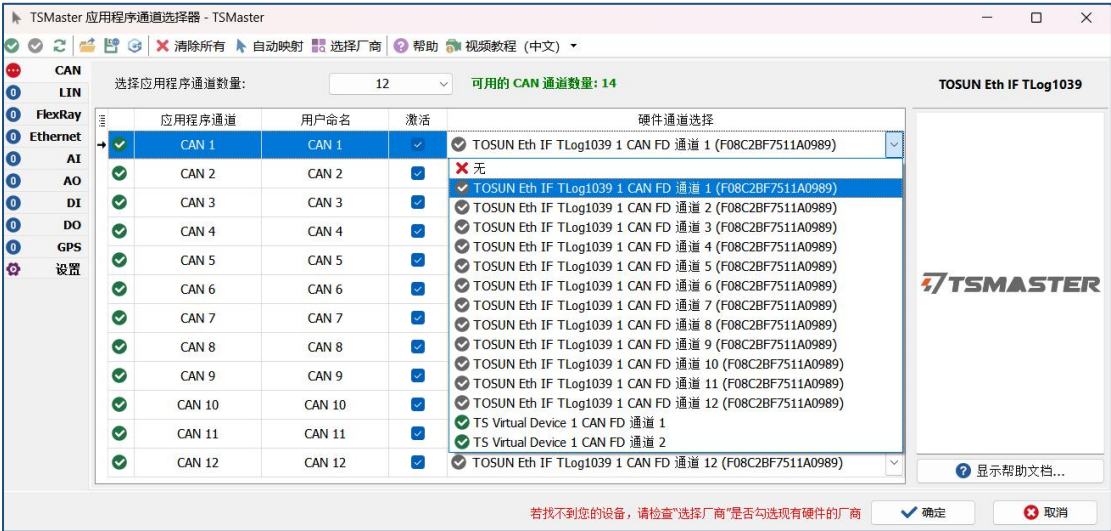 TSMaster 应用程序通道选择器 - TSMaster
清除所有 自动映射 选择厂商 帮助 视频教程 (中文)
CAN
LIN
FlexRay
Ethernet
AI
AO
DI
DO
GPS
设置
选择应用程序通道数量: 12 可用的 CAN 通道数量: 14
TOSUN Eth IF TLog1039
应用程序通道 用户命名 激活 硬件通道选择
CAN 1 CAN 1 TOSUN Eth IF TLog1039 1 CAN FD 通道 1 (F08C2BF7511A0989)
CAN 2 CAN 2
CAN 3 CAN 3
CAN 4 CAN 4
CAN 5 CAN 5
CAN 6 CAN 6
CAN 7 CAN 7
CAN 8 CAN 8
CAN 9 CAN 9
CAN 10 CAN 10
CAN 11 CAN 11
CAN 12 CAN 12 TOSUN Eth IF TLog1039 1 CAN FD 通道 12 (F08C2BF7511A0989)
无
TOSUN Eth IF TLog1039 1 CAN FD 通道 1 (F08C2BF7511A0989)
TOSUN Eth IF TLog1039 1 CAN FD 通道 2 (F08C2BF7511A0989)
TOSUN Eth IF TLog1039 1 CAN FD 通道 3 (F08C2BF7511A0989)
TOSUN Eth IF TLog1039 1 CAN FD 通道 4 (F08C2BF7511A0989)
TOSUN Eth IF TLog1039 1 CAN FD 通道 5 (F08C2BF7511A0989)
TOSUN Eth IF TLog1039 1 CAN FD 通道 6 (F08C2BF7511A0989)
TOSUN Eth IF TLog1039 1 CAN FD 通道 7 (F08C2BF7511A0989)
TOSUN Eth IF TLog1039 1 CAN FD 通道 8 (F08C2BF7511A0989)
TOSUN Eth IF TLog1039 1 CAN FD 通道 9 (F08C2BF7511A0989)
TOSUN Eth IF TLog1039 1 CAN FD 通道 10 (F08C2BF7511A0989)
TOSUN Eth IF TLog1039 1 CAN FD 通道 11 (F08C2BF7511A0989)
TOSUN Eth IF TLog1039 1 CAN FD 通道 12 (F08C2BF7511A0989)
TS Virtual Device 1 CAN FD 通道 1
TS Virtual Device 1 CAN FD 通道 2
TSMASTER
显示帮助文档...
若找不到您的设备，请检查"选择厂商"是否勾选现有硬件的厂商
确定
取消